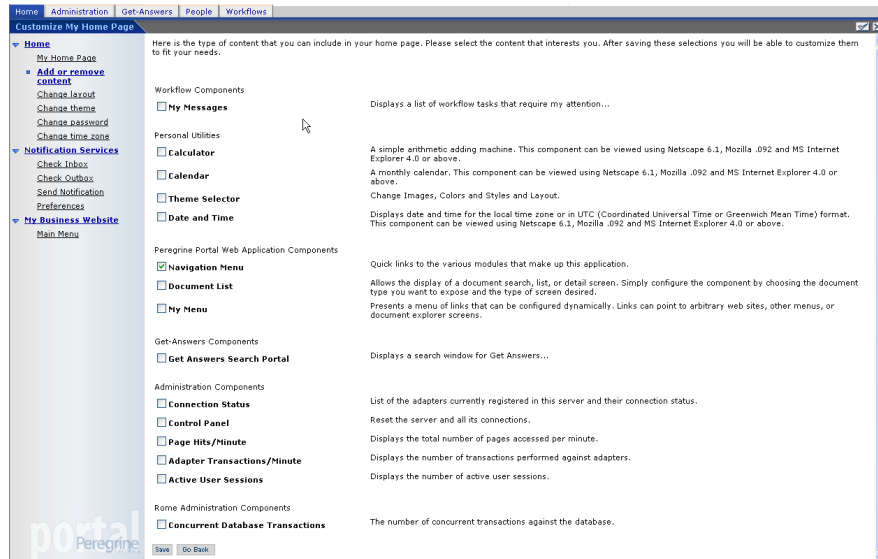 Home Administration Get-Answers People Workflows
Customize My Home Page
Home
My Home Page
Add or remove
content
Change layout
Change theme
Change password
Change time zone
Notification Services
Check Inbox
Check Outbox
Send Notification
Preferences
My Business Website
Main Menu
Here is the type of content that you can include in your home page. Please select the content that interests you. After saving these selections you will be able to customize them
to fit your needs.
Workflow Components
My Messages Displays a list of workflow tasks that require my attention...
Personal Utilities
Calculator A simple arithmetic adding machine. This component can be viewed using Netscape 6.1, Mozilla .092 and MS Internet
Explorer 4.0 or above.
Calendar A monthly calendar. This component can be viewed using Netscape 6.1, Mozilla .092 and MS Internet Explorer 4.0 or
above.
Theme Selector Change Images, Colors and Styles and Layout.
Date and Time Displays date and time for the local time zone or in UTC (Coordinated Universal Time or Greenwich Mean Time) format.
This component can be viewed using Netscape 6.1, Mozilla .092 and MS Internet Explorer 4.0 or above.
Peregrine Portal Web Application Components
Navigation Menu Quick links to the various modules that make up this application.
Document List Allows the display of a document search, list, or detail screen. Simply configure the component by choosing the document
type you want to expose and the type of screen desired.
My Menu Presents a menu of links that can be configured dynamically. Links can point to arbitrary web sites, other menus, or
document explorer screens.
Get-Answers Components
Get Answers Search Portal Displays a search window for Get Answers...
Administration Components
Connection Status List of the adapters currently registered in this server and their connection status.
Control Panel Reset the server and all its connections.
Page Hits/Minute Displays the total number of pages accessed per minute.
Adapter Transactions/Minute Displays the number of transactions performed against adapters.
Active User Sessions Displays the number of active user sessions.
Rome Administration Components
Concurrent Database Transactions The number of concurrent transactions against the database.
Save Go Back
portal
Peregrine